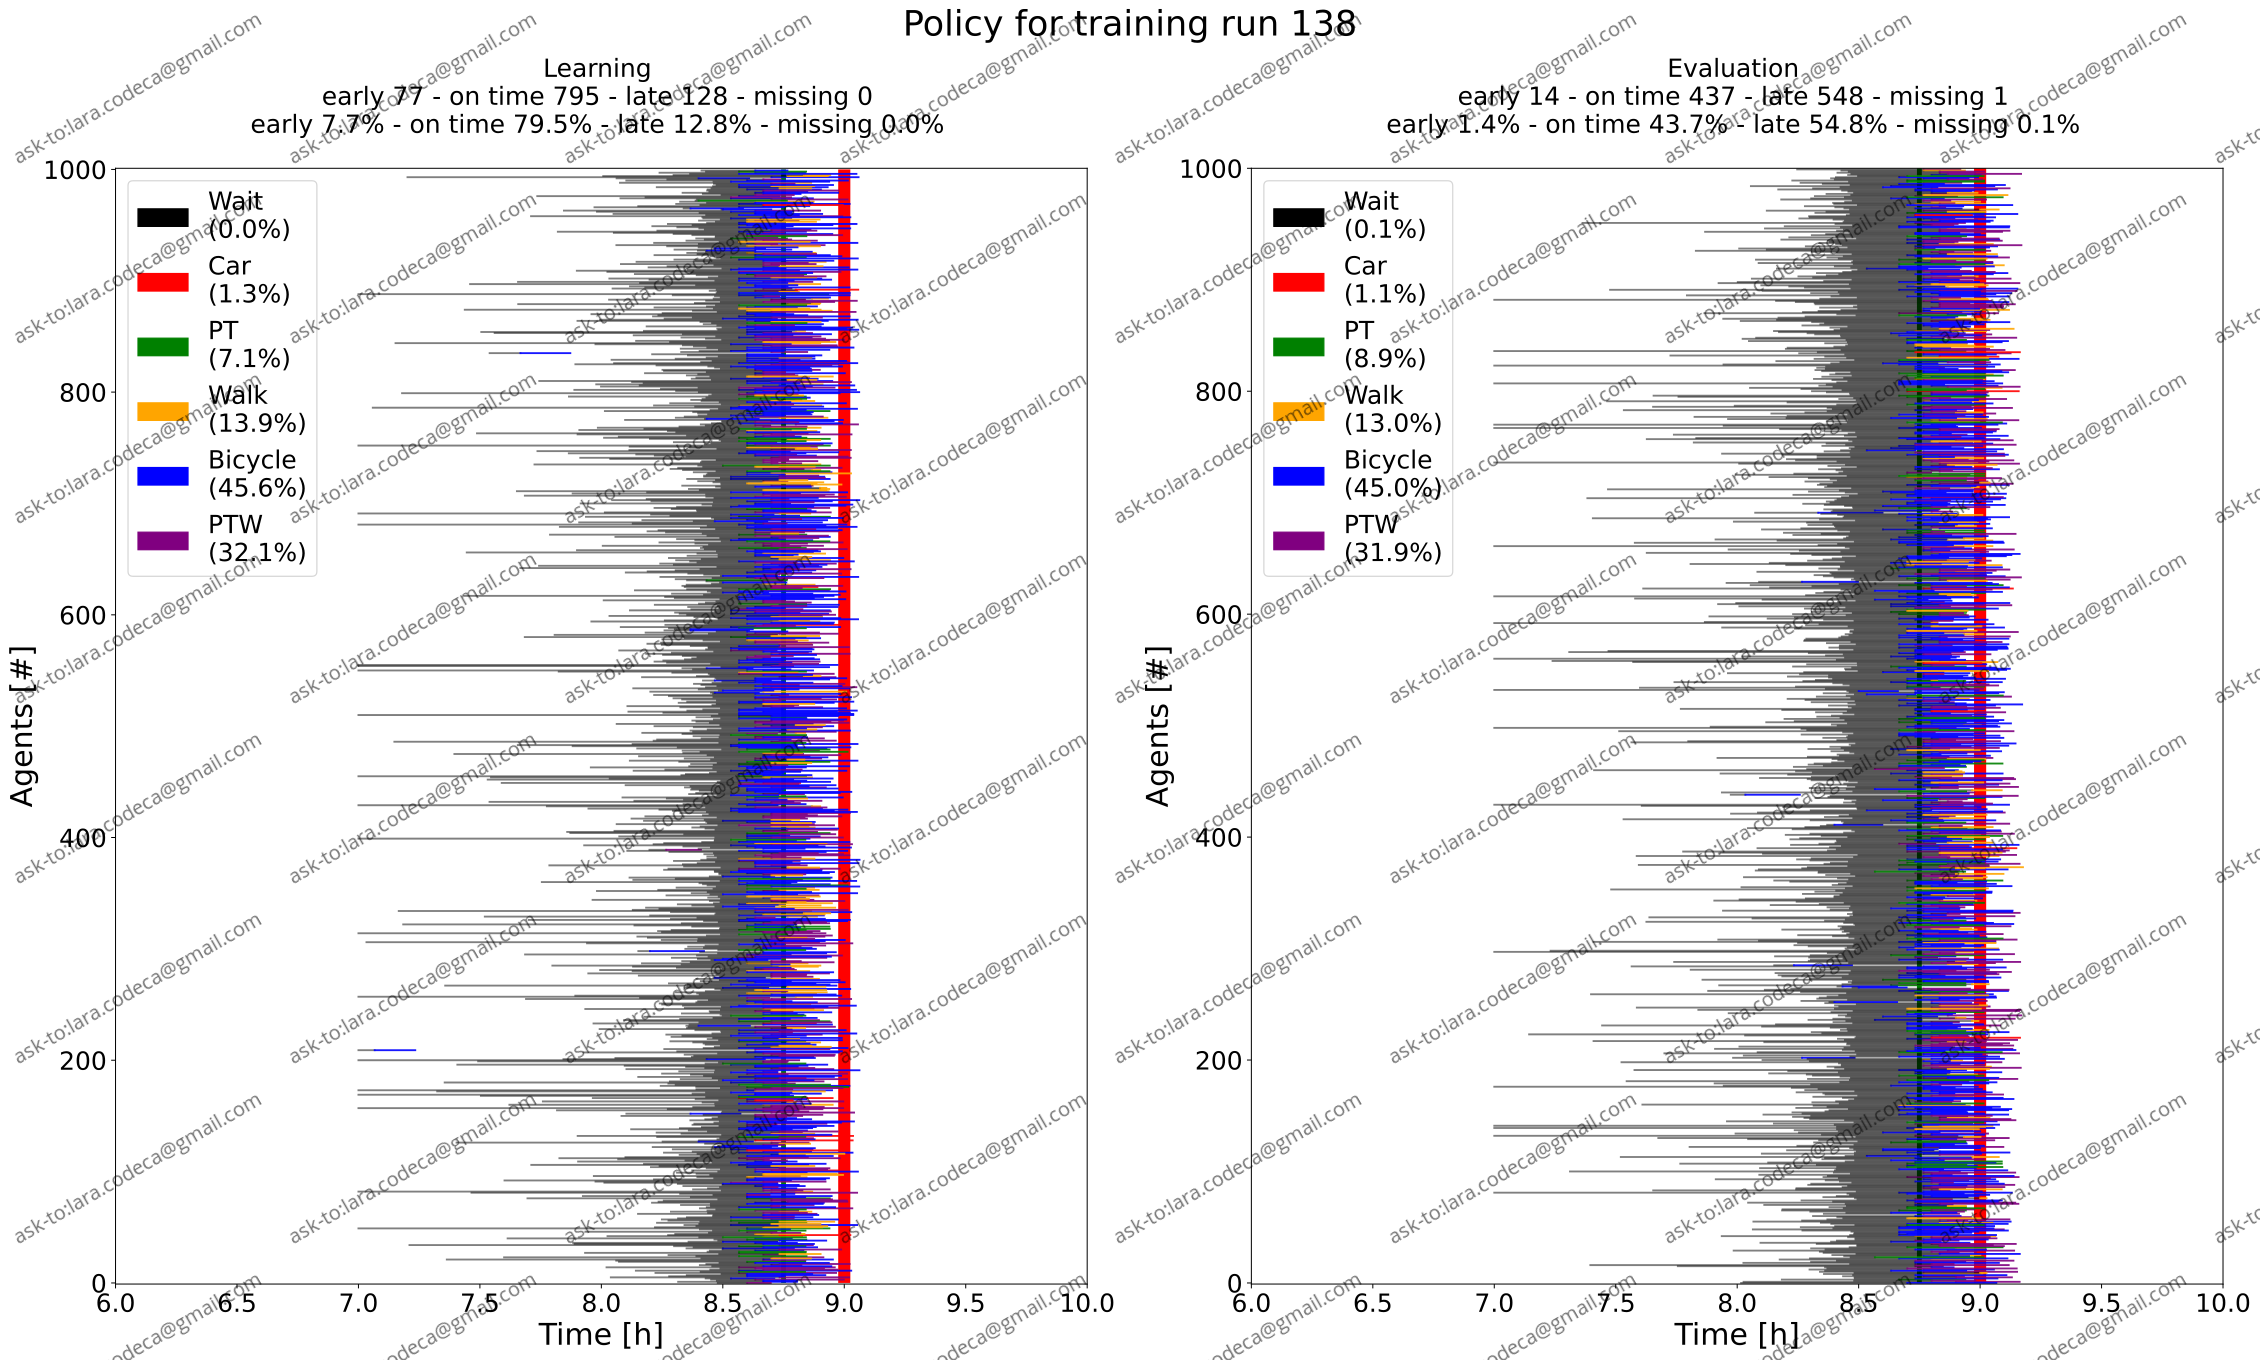 Policy for training run 138
Learning
early 77 - on time 795 - late 128 - missing 0
early 7.7% - on time 79.5% - late 12.8% - missing 0.0%
Wait
(0.0%)
Car
(1.3%)
PT
(7.1%)
Walk
(13.9%)
Bicycle
(45.6%)
PTW
(32.1%)
1000
800
600
400
200
0
Agents [#]
6.0 6.5 7.0 7.5 8.0 8.5 9.0 9.5 10.0
Time [h]
Evaluation
early 14 - on time 437 - late 548 - missing 1
early 1.4% - on time 43.7% - late 54.8% - missing 0.1%
Wait
(0.1%)
Car
(1.1%)
PT
(8.9%)
Walk
(13.0%)
Bicycle
(45.0%)
PTW
(31.9%)
1000
800
600
400
200
0
Agents [#]
6.0 6.5 7.0 7.5 8.0 8.5 9.0 9.5 10.0
Time [h]
ask-to:lara.codeca@gmail.com